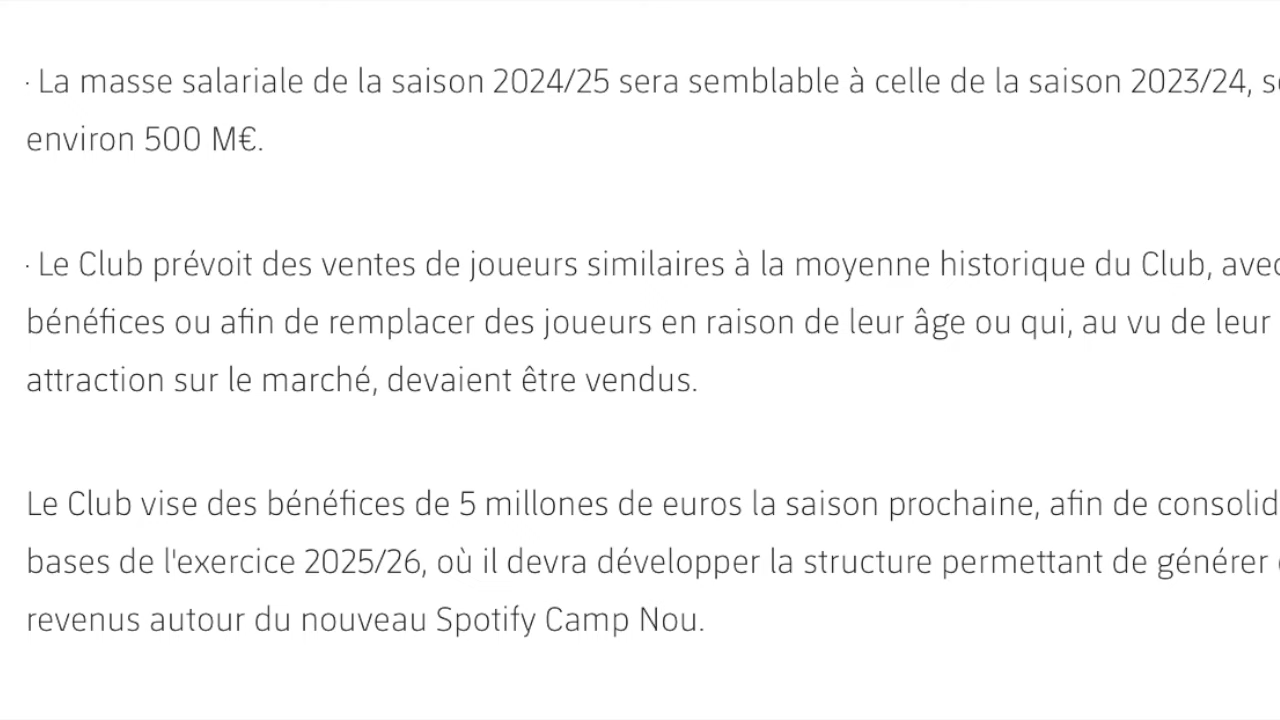 · La masse salariale de la saison 2024/25 sera semblable à celle de la saison 2023/24,
environ 500 M€.
· Le Club prévoit des ventes de joueurs similaires à la moyenne historique du Club, avec
bénéfices ou afin de remplacer des joueurs en raison de leur âge ou qui, au vu de leur
attraction sur le marché, devaient être vendus.
Le Club vise des bénéfices de 5 millones de euros la saison prochaine, afin de
bases de l'exercice 2025/26, où il devra développer la structure permettant de générer
revenus autour du nouveau Spotify Camp Nou.